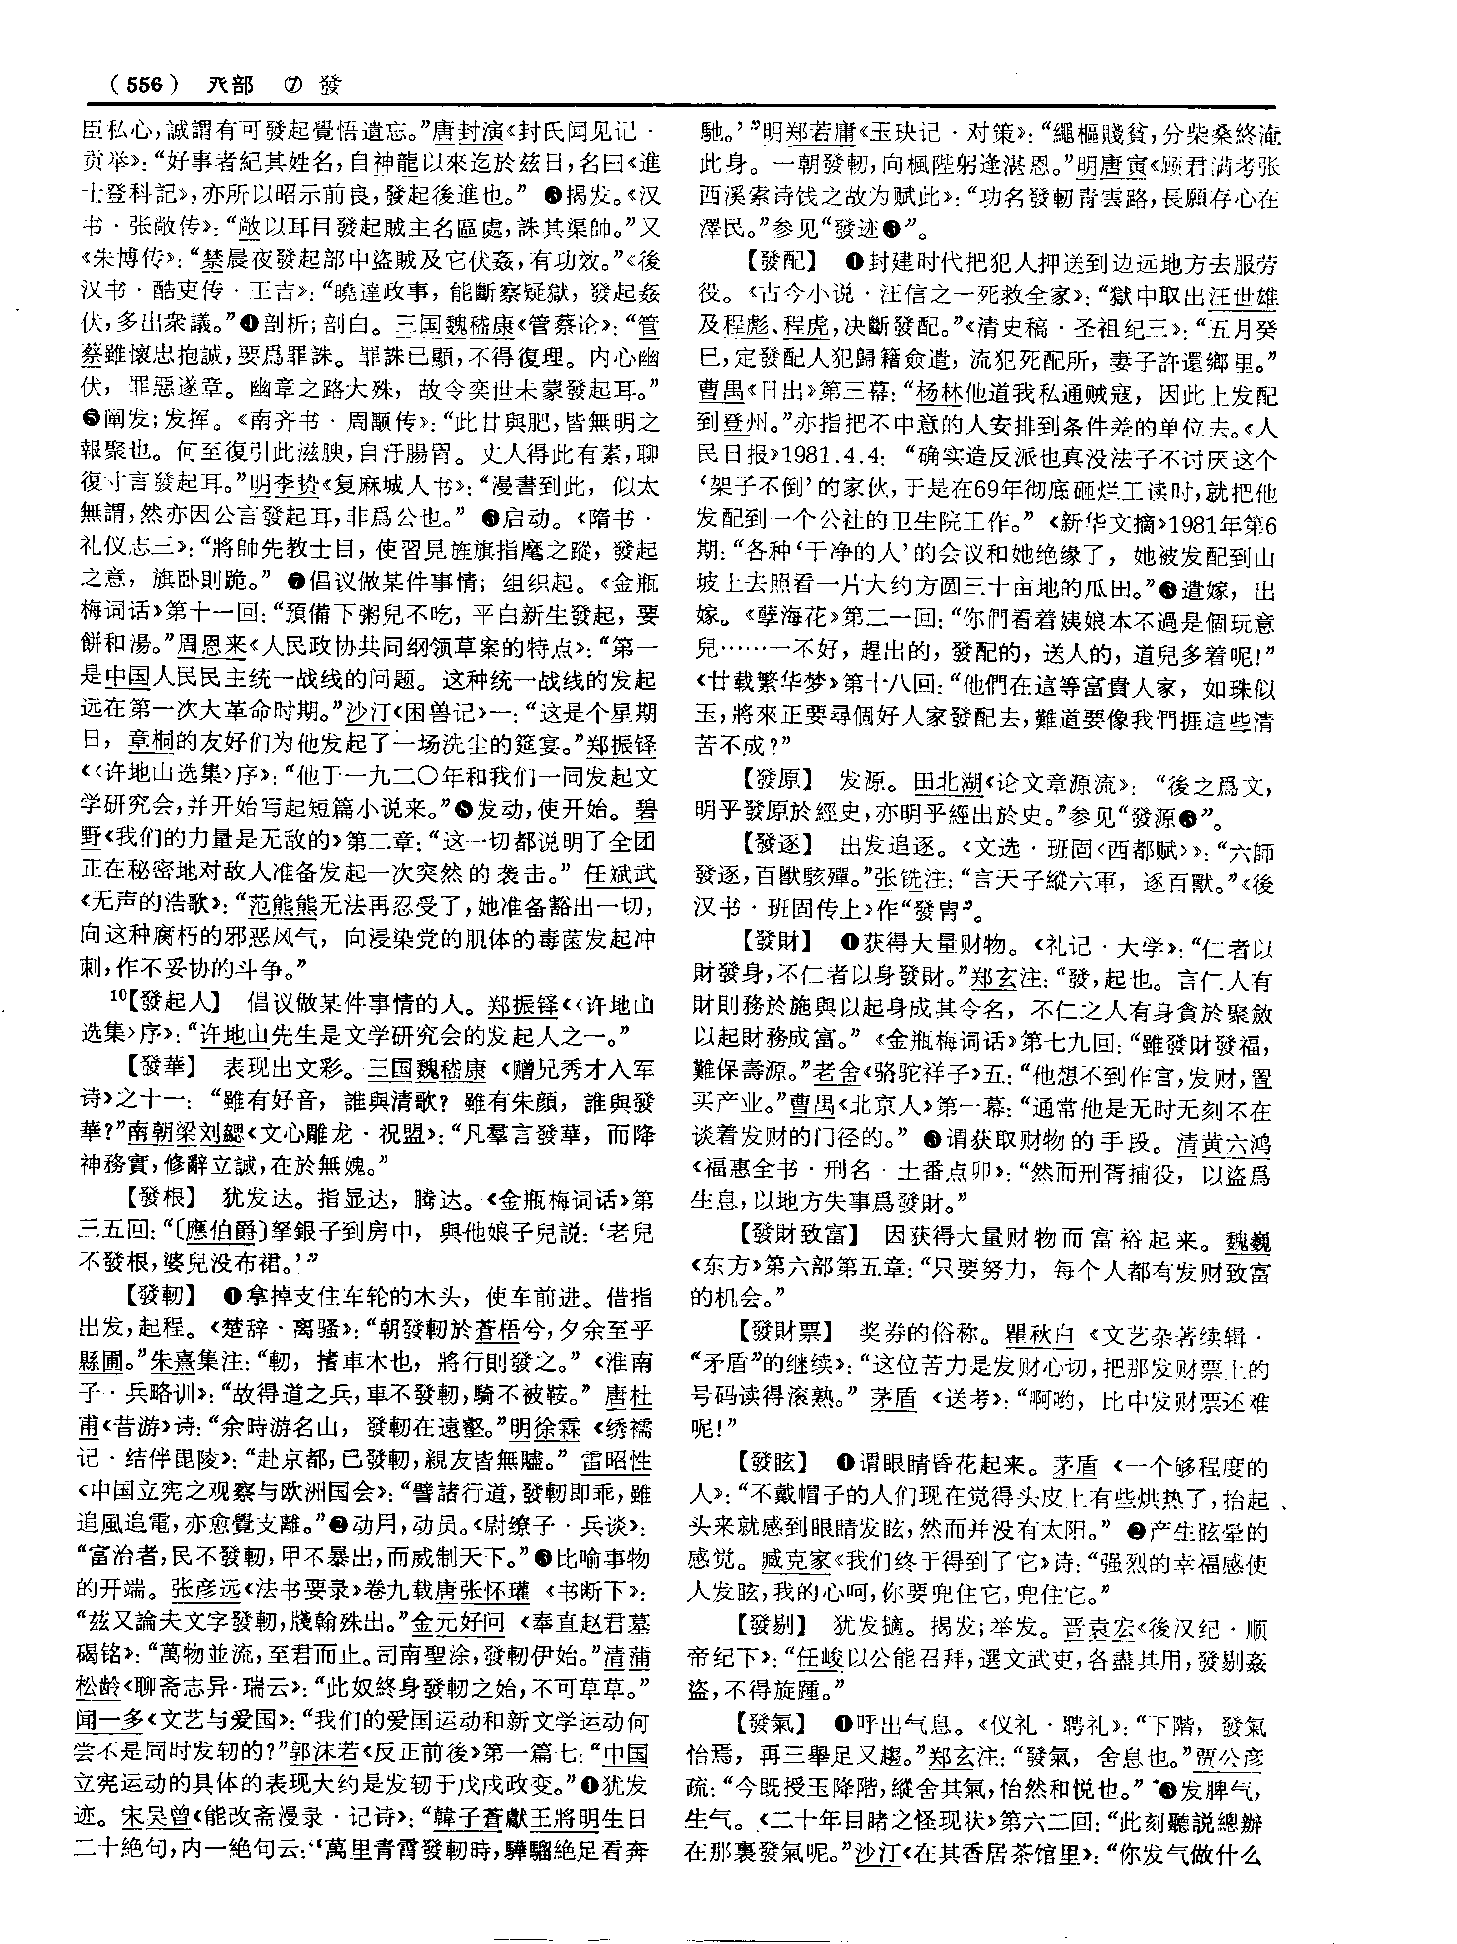 （556） 癶部 ⑦ 發
臣私心，誠謂有可發起覺悟遺忘。”唐封演《封氏闻见记·
贡举》：“好事者紀其姓名，自神龍以來迄於兹日，名曰《進
士登科記》，亦所以昭示前良，發起後進也。” ❸揭发。《汉
书·张敞传》：“敞以耳目發起賊主名區處，誅其渠帥。”又
《朱博传》：“禁晨夜發起部中盜賊及它伏姦，有功效。”《後
汉书·酷吏传·王吉》：“曉達政事，能斷察疑獄，發起姦
伏，多出衆議。”❹剖析；剖白。三国魏嵇康《管蔡论》：“管
蔡雖懷忠抱誠，要爲罪誅。罪誅已顯，不得復理。内心幽
伏，罪惡遂章。幽章之路大殊，故令奕世未蒙發起耳。”
❺阐发；发挥。《南齐书·周颙传》：“此甘與肥，皆無明之
報聚也。何至復引此滋腴，自汙腸胃。丈人得此有素，聊
復寸言發起耳。”明李贽《复麻城人书》：“漫書到此，似太
無謂，然亦因公言發起耳，非爲公也。” ❻启动。《隋书·
礼仪志三》：“將帥先教士目，使習見旌旗指麾之蹤，發起
之意，旗卧則跪。” ❼倡议做某件事情；组织起。《金瓶
梅词话》第十一回：“預備下粥兒不吃，平白新生發起，要
餅和湯。”周恩来《人民政协共同纲领草案的特点》：“第一
是中国人民民主统一战线的问题。这种统一战线的发起
远在第一次大革命时期。”沙汀《困兽记》一：“这是个星期
日，章桐的友好们为他发起了一场洗尘的筵宴。”郑振铎
《〈许地山选集〉序》：“他于一九二〇年和我们一同发起文
学研究会，并开始写起短篇小说来。”❽发动，使开始。碧
野《我们的力量是无敌的》第二章：“这一切都说明了全团
正在秘密地对敌人准备发起一次突然的袭击。”任斌武
《无声的浩歌》：“范熊熊无法再忍受了，她准备豁出一切，
向这种腐朽的邪恶风气，向浸染党的肌体的毒菌发起冲
刺，作不妥协的斗争。”
¹⁰【發起人】 倡议做某件事情的人。郑振铎《〈许地山
选集〉序》：“许地山先生是文学研究会的发起人之一。”
【發華】 表现出文彩。三国魏嵇康《赠兄秀才入军
诗》之十一：“雖有好音，誰與清歌？雖有朱顔，誰與發
華？”南朝梁刘勰《文心雕龙·祝盟》：“凡羣言發華，而降
神務實，修辭立誠，在於無媿。”
【發根】 犹发达。指显达，腾达。《金瓶梅词话》第
三五回：“〔應伯爵〕拏銀子到房中，與他娘子兒説：‘老兒
不發根，婆兒没布裙。’”
【發軔】 ❶拿掉支住车轮的木头，使车前进。借指
出发，起程。《楚辞·离骚》：“朝發軔於蒼梧兮，夕余至乎
縣圃。”朱熹集注：“軔，搘車木也，將行則發之。”《淮南
子·兵略训》：“故得道之兵，車不發軔，騎不被鞍。”唐杜
甫《昔游》诗：“余時游名山，發軔在遠壑。”明徐霖《绣襦
记·结伴毘陵》：“赴京都，已發軔，親友皆無贐。”雷昭性
《中国立宪之观察与欧洲国会》：“譬諸行道，發軔即乖，雖
追風追電，亦愈覺支離。”❷动用，动员。《尉缭子·兵谈》：
“富治者，民不發軔，甲不暴出，而威制天下。”❸比喻事物
的开端。张彦远《法书要录》卷九载唐张怀瓘《书断下》：
“兹又論夫文字發軔，牋翰殊出。”金元好问《奉直赵君墓
碣铭》：“萬物並流，至君而止。司南聖涂，發軔伊始。”清蒲
松龄《聊斋志异·瑞云》：“此奴終身發軔之始，不可草草。”
闻一多《文艺与爱国》：“我们的爱国运动和新文学运动何
尝不是同时发轫的？”郭沫若《反正前後》第一篇七：“中国
立宪运动的具体的表现大约是发轫于戊戌政变。”❹犹发
迹。宋吴曾《能改斋漫录·记诗》：“韓子蒼獻王將明生日
二十絶句，内一絶句云：‘萬里青霄發軔時，驊騮絶足看奔
馳。’”明郑若庸《玉玦记·对策》：“繩樞賤貧，分柴桑終淹
此身。一朝發軔，向楓陛躬逢湛恩。”明唐寅《顾君满考张
西溪索诗饯之故为赋此》：“功名發軔青雲路，長願存心在
澤民。”参见“發迹❸”。
【發配】 ❶封建时代把犯人押送到边远地方去服劳
役。《古今小说·汪信之一死救全家》：“獄中取出汪世雄
及程彪、程虎，决斷發配。”《清史稿·圣祖纪三》：“五月癸
巳，定發配人犯歸籍僉遣，流犯死配所，妻子許還鄉里。”
曹禺《日出》第三幕：“杨林他道我私通贼寇，因此上发配
到登州。”亦指把不中意的人安排到条件差的单位去。《人
民日报》1981.4.4：“确实造反派也真没法子不讨厌这个
‘架子不倒’的家伙，于是在69年彻底砸烂工读时，就把他
发配到一个公社的卫生院工作。”《新华文摘》1981年第6
期：“各种‘干净的人’的会议和她绝缘了，她被发配到山
坡上去照看一片大约方圆三十亩地的瓜田。”❷遣嫁，出
嫁。《孽海花》第二一回：“你們看着姨娘本不過是個玩意
兒……一不好，趕出的，發配的，送人的，道兒多着呢！”
《廿载繁华梦》第十八回：“他們在這等富貴人家，如珠似
玉，將來正要尋個好人家發配去，難道要像我們捱這些清
苦不成？”
【發原】 发源。田北湖《论文章源流》：“後之爲文，
明乎發原於經史，亦明乎經出於史。”参见“發源❸”。
【發逐】 出发追逐。《文选·班固〈西都赋〉》：“六師
發逐，百獸駭殫。”张铣注：“言天子縱六軍，逐百獸。”《後
汉书·班固传上》作“發胄”。
【發財】 ❶获得大量财物。《礼记·大学》：“仁者以
財發身，不仁者以身發財。”郑玄注：“發，起也。言仁人有
財則務於施與以起身成其令名，不仁之人有身貪於聚斂
以起財務成富。”《金瓶梅词话》第七九回：“雖發財發福，
難保壽源。”老舍《骆驼祥子》五：“他想不到作官，发财，置
买产业。”曹禺《北京人》第一幕：“通常他是无时无刻不在
谈着发财的门径的。” ❷谓获取财物的手段。清黄六鸿
《福惠全书·刑名·土番点卯》：“然而刑胥捕役，以盜爲
生息，以地方失事爲發財。”
【發財致富】 因获得大量财物而富裕起来。魏巍
《东方》第六部第五章：“只要努力，每个人都有发财致富
的机会。”
【發財票】 奖券的俗称。瞿秋白《文艺杂著续辑·
“矛盾”的继续》：“这位苦力是发财心切，把那发财票上的
号码读得滚熟。”茅盾《送考》：“啊哟，比中发财票还难
呢！”
【發眩】 ❶谓眼睛昏花起来。茅盾《一个够程度的
人》：“不戴帽子的人们现在觉得头皮上有些烘热了，抬起
头来就感到眼睛发眩，然而并没有太阳。” ❷产生眩晕的
感觉。臧克家《我们终于得到了它》诗：“强烈的幸福感使
人发眩，我的心呵，你要兜住它，兜住它。”
【發剔】 犹发擿。揭发；举发。晋袁宏《後汉纪·顺
帝纪下》：“任峻以公能召拜，選文武吏，各盡其用，發剔姦
盜，不得旋踵。”
【發氣】 ❶呼出气息。《仪礼·聘礼》：“下階，發氣
怡焉，再三舉足又趨。”郑玄注：“發氣，舍息也。”贾公彦
疏：“今既授玉降階，縱舍其氣，怡然和悦也。” ❷发脾气，
生气。《二十年目睹之怪现状》第六二回：“此刻聽説總辦
在那裏發氣呢。”沙汀《在其香居茶馆里》：“你发气做什么